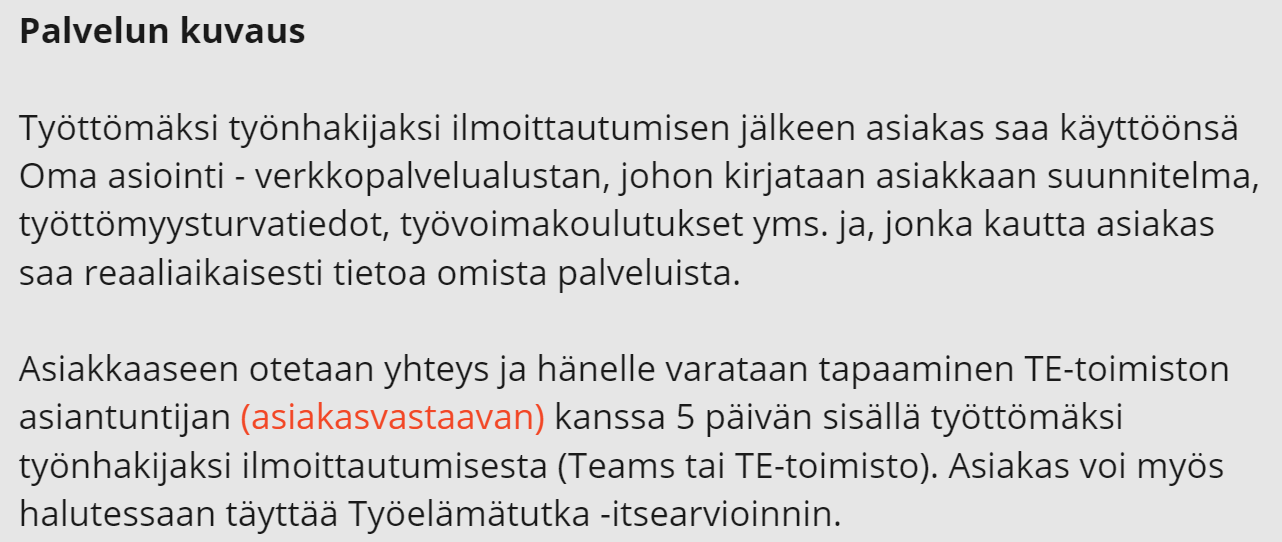 Palvelun kuvaus
Työttömäksi työnhakijaksi ilmoittautumisen jälkeen asiakas saa käyttöönsä
Oma asiointi - verkkopalvelualustan, johon kirjataan asiakkaan suunnitelma,
työttömyysturvatiedot, työvoimakoulutukset yms. ja, jonka kautta asiakas
saa reaaliaikaisesti tietoa omista palveluista.
Asiakkaaseen otetaan yhteys ja hänelle varataan tapaaminen TE-toimiston
asiantuntijan (asiakasvastaavan) kanssa 5 päivän sisällä työttömäksi
työnhakijaksi ilmoittautumisesta (Teams tai TE-toimisto). Asiakas voi myös
halutessaan täyttää Työelämätutka -itsearvioinnin.